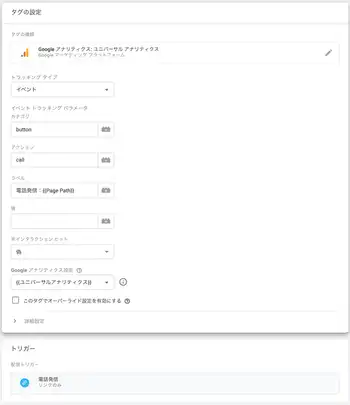 タグの設定
タグの種類
Google アナリティクス: ユニバーサル アナリティクス
Google マーケティング プラットフォーム
トラッキング タイプ
イベント
イベント トラッキング パラメータ
カテゴリ
button
アクション
call
ラベル
電話発信：{{Page Path}}
値
非インタラクション ヒット
偽
Google アナリティクス設定
{{ユニバーサルアナリティクス}}
このタグでオーバーライド設定を有効にする
詳細設定
トリガー
配信トリガー
電話発信
リンクのみ